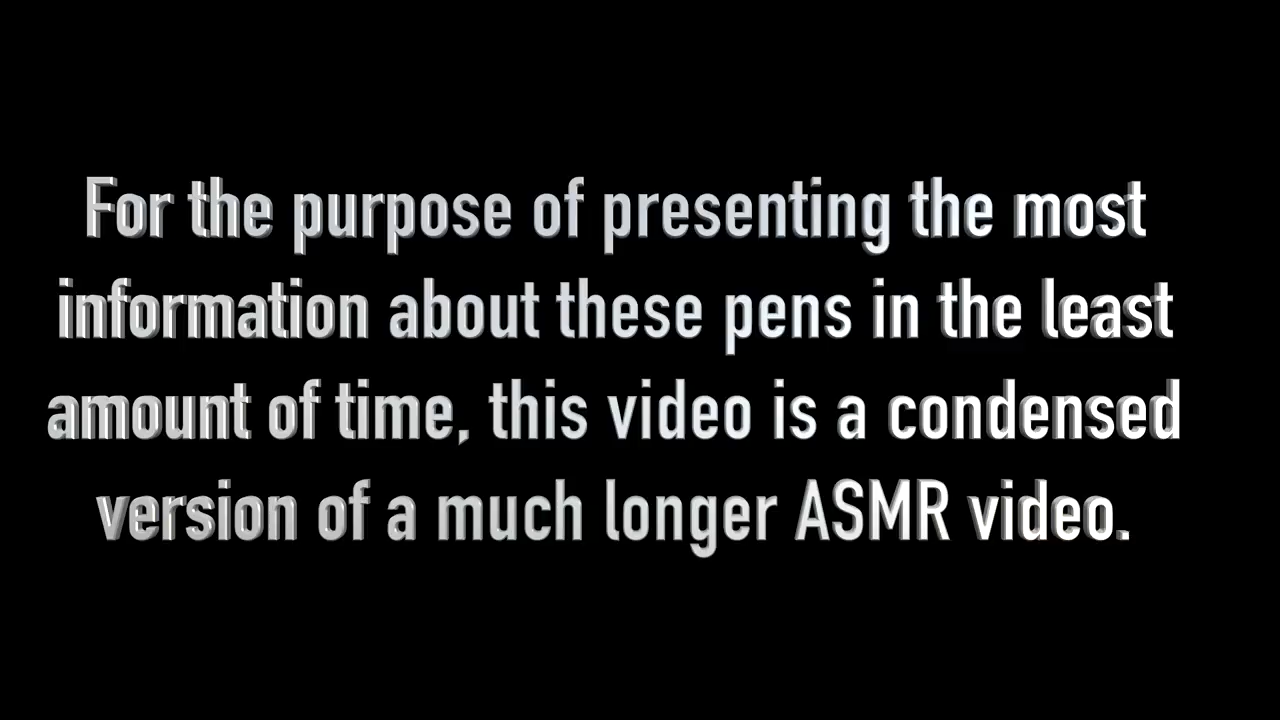 For the purpose of presenting the most
information about these pens in the least
amount of time, this video is a condensed
version of a much longer ASMR video.